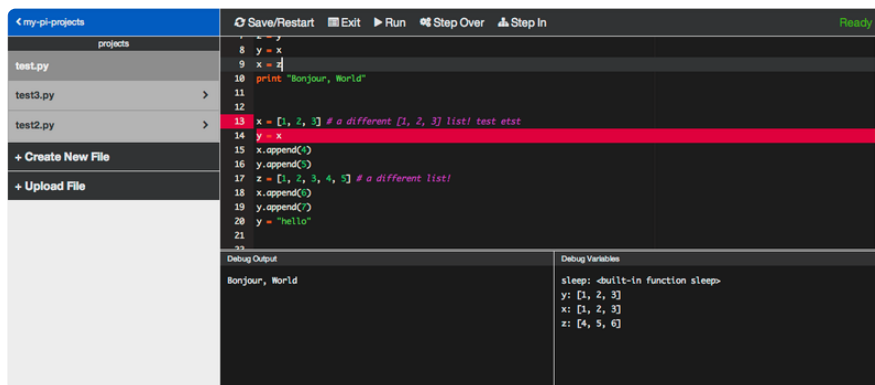 my-pi-projects
Save/Restart Exit Run Step Over Step In Ready
projects
test.py
test3.py
test2.py
+ Create New File
+ Upload File
7 z = y
8 y = x
9 x = z
10 print "Bonjour, World"
11
12
13 x = [1, 2, 3] # a different [1, 2, 3] list! test etst
14 y = x
15 x.append(4)
16 y.append(5)
17 z = [1, 2, 3, 4, 5] # a different list!
18 x.append(6)
19 y.append(7)
20 y = "hello"
21
22
Debug Output
Bonjour, World
Debug Variables
sleep: <built-in function sleep>
y: [1, 2, 3]
x: [1, 2, 3]
z: [4, 5, 6]